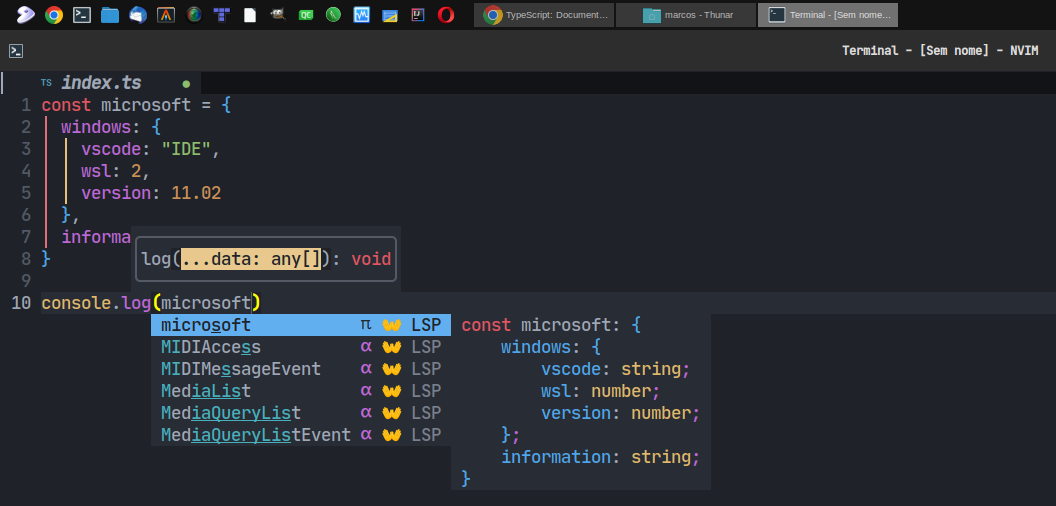 TypeScript: Document...
marcos - Thunar
Terminal - [Sem nome...
Terminal - [Sem nome] - NVIM
TS index.ts
1 const microsoft = {
2 windows: {
3 vscode: "IDE",
4 wsl: 2,
5 version: 11.02
6 },
7 informa
8 }
log(...data: any[]): void
9
10 console.log(microsoft)
microsoft π LSP
MIDIAccess α LSP
MIDIMessageEvent α LSP
MediaList α LSP
MediaQueryList α LSP
MediaQueryListEvent α LSP
const microsoft: {
windows: {
vscode: string;
wsl: number;
version: number;
};
information: string;
}